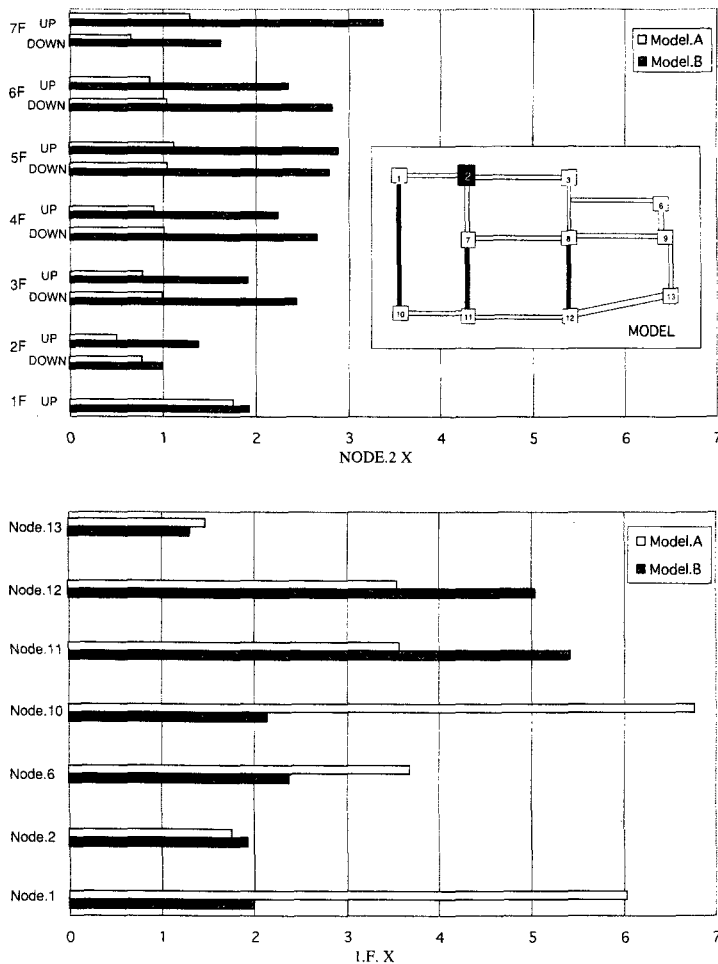 7F UP
DOWN
6F UP
DOWN
5F UP
DOWN
4F UP
DOWN
3F UP
DOWN
2F UP
DOWN
1F UP
0 1 2 3 4 5 6 7
NODE.2 X
Model.A
Model.B
1 2 3
6
7 8 9
13
10 11 12
MODEL
Node.13
Node.12
Node.11
Node.10
Node.6
Node.2
Node.1
0 1 2 3 4 5 6 7
1.F. X
Model.A
Model.B